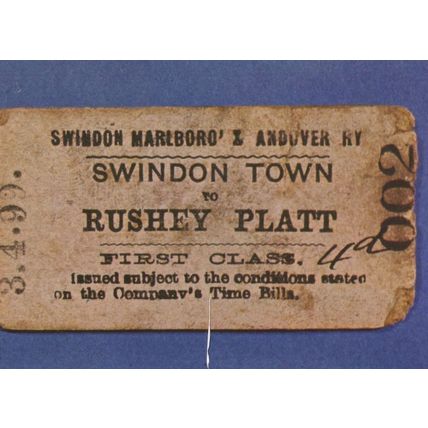 SWINDON MARLBORO' & ANDOVER RY
SWINDON TOWN
TO
RUSHEY PLATT
FIRST CLASS.
4d
Issued subject to the conditions stated
on the Company's Time Bills.
002
3.4.99.